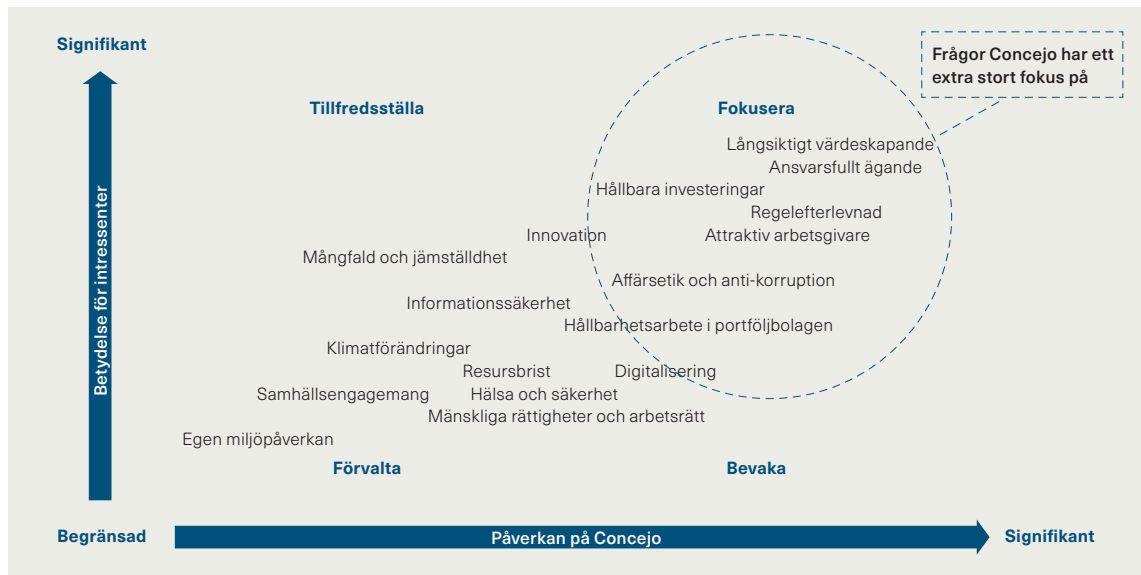 Signifikant
Frågor Concejo har ett
extra stort fokus på
Tillfredsställa
Fokusera
Långsiktigt värdeskapande
Ansvarsfullt ägande
Hållbara investeringar
Regelefterlevnad
Innovation
Attraktiv arbetsgivare
Mångfald och jämställdhet
Affärsetik och anti-korruption
Informationssäkerhet
Hållbarhetsarbete i portföljbolagen
Klimatförändringar
Resursbrist
Digitalisering
Samhällsengagemang
Hälsa och säkerhet
Mänskliga rättigheter och arbetsrätt
Egen miljöpåverkan
Förvalta
Bevaka
Betydelse för intressenter
Begränsad
Påverkan på Concejo
Signifikant